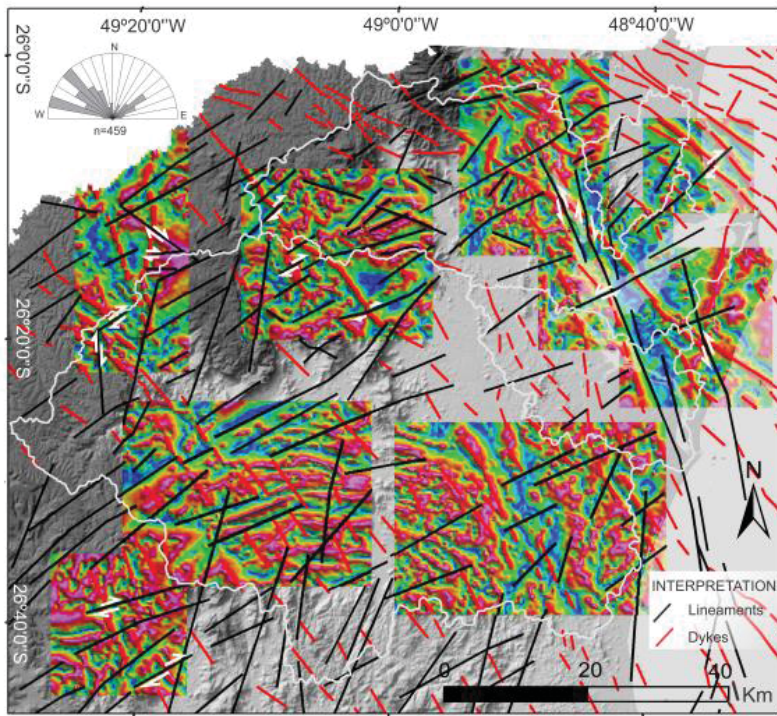 49º20'0"W
49º0'0"W
48º40'0"W
26º0'0"S
26º20'0"S
26º40'0"S
N
W
E
n=459
N
INTERPRETATION
Lineaments
Dykes
0
20
40
Km